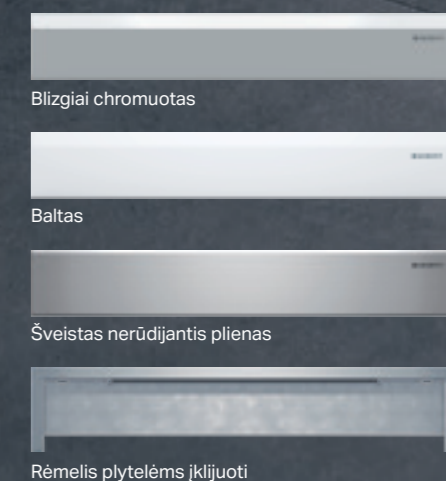 Blizgiai chromuotas
Baltas
Šveistas nerūdijantis plienas
Rėmelis plytelėms įklijuoti